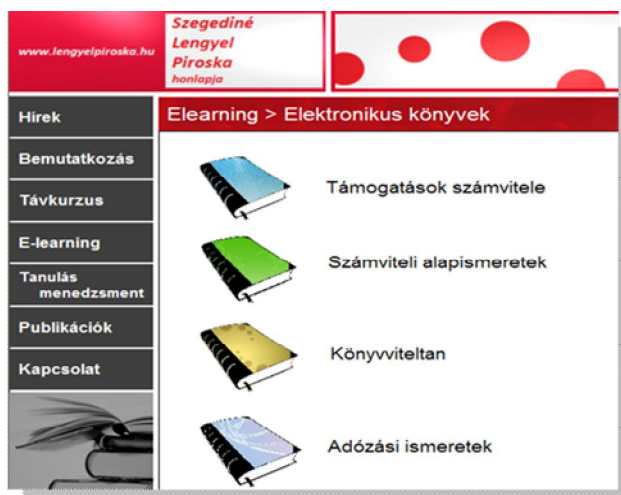 www.lengyelpiroska.hu
Szegediné
Lengyel
Piroska
honlapja
Hírek
Bemutatkozás
Távkurzus
E-learning
Tanulás
menedzsment
Publikációk
Kapcsolat
Elearning > Elektronikus könyvek
Támogatások számvitele
Számviteli alapismeretek
Könyvviteltan
Adózási ismeretek